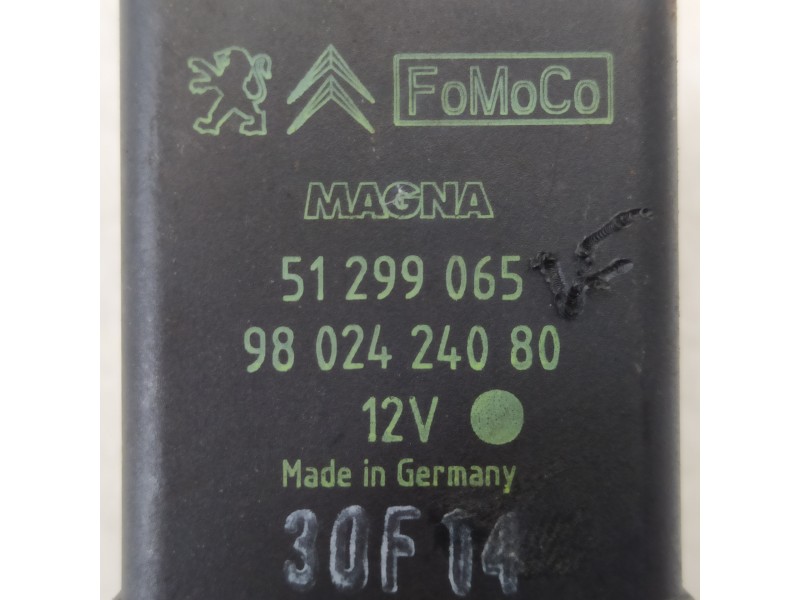 FoMoCo
MAGNA
51 299 065
98 024 240 80
12V
Made in Germany
30F14